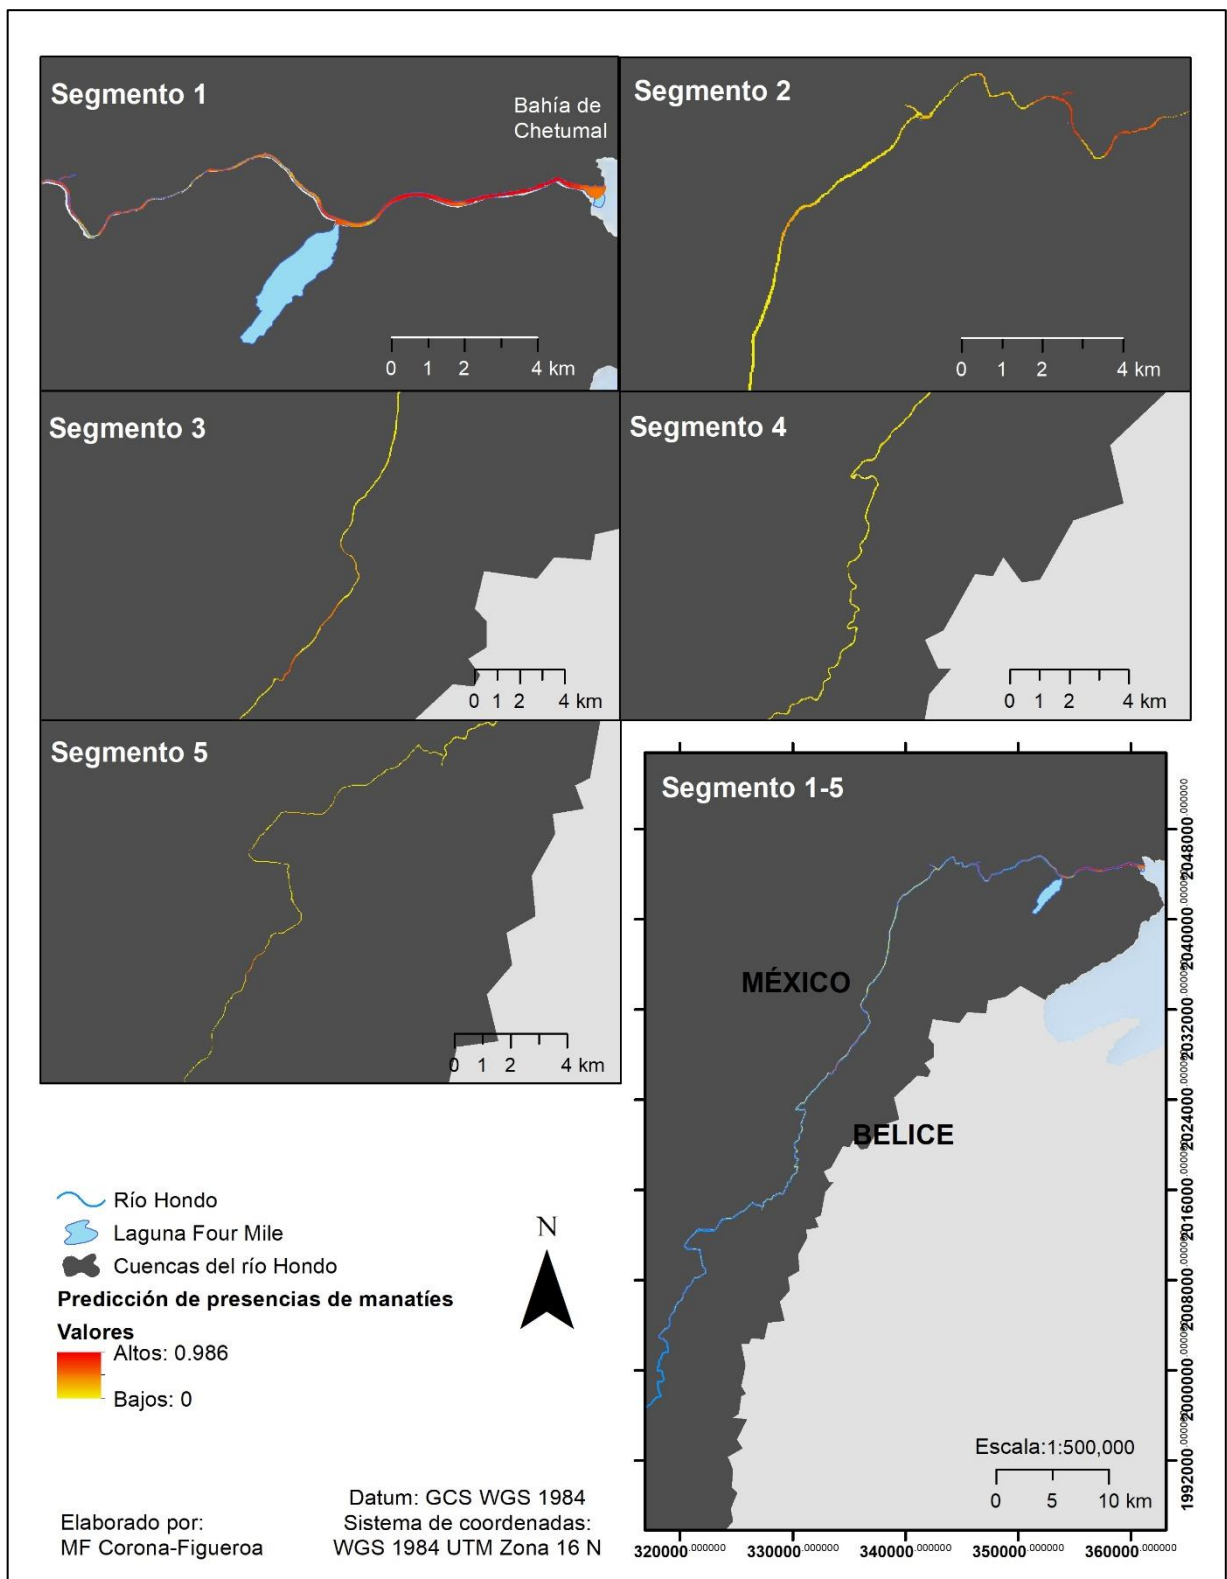 Segmento 1
Bahía de
Chetumal
0 1 2 4 km
Segmento 2
0 1 2 4 km
Segmento 3
0 1 2 4 km
Segmento 4
0 1 2 4 km
Segmento 5
0 1 2 4 km
Segmento 1-5
MÉXICO
BELICE
2048000.000000
2040000.000000
2032000.000000
2024000.000000
2016000.000000
2008000.000000
2000000.000000
1992000.000000
Escala:1:500,000
0 5 10 km
320000.000000 330000.000000 340000.000000 350000.000000 360000.000000
Río Hondo
Laguna Four Mile
Cuencas del río Hondo
Predicción de presencias de manatíes
Valores
Altos: 0.986
Bajos: 0
N
Elaborado por:
MF Corona-Figueroa
Datum: GCS WGS 1984
Sistema de coordenadas:
WGS 1984 UTM Zona 16 N